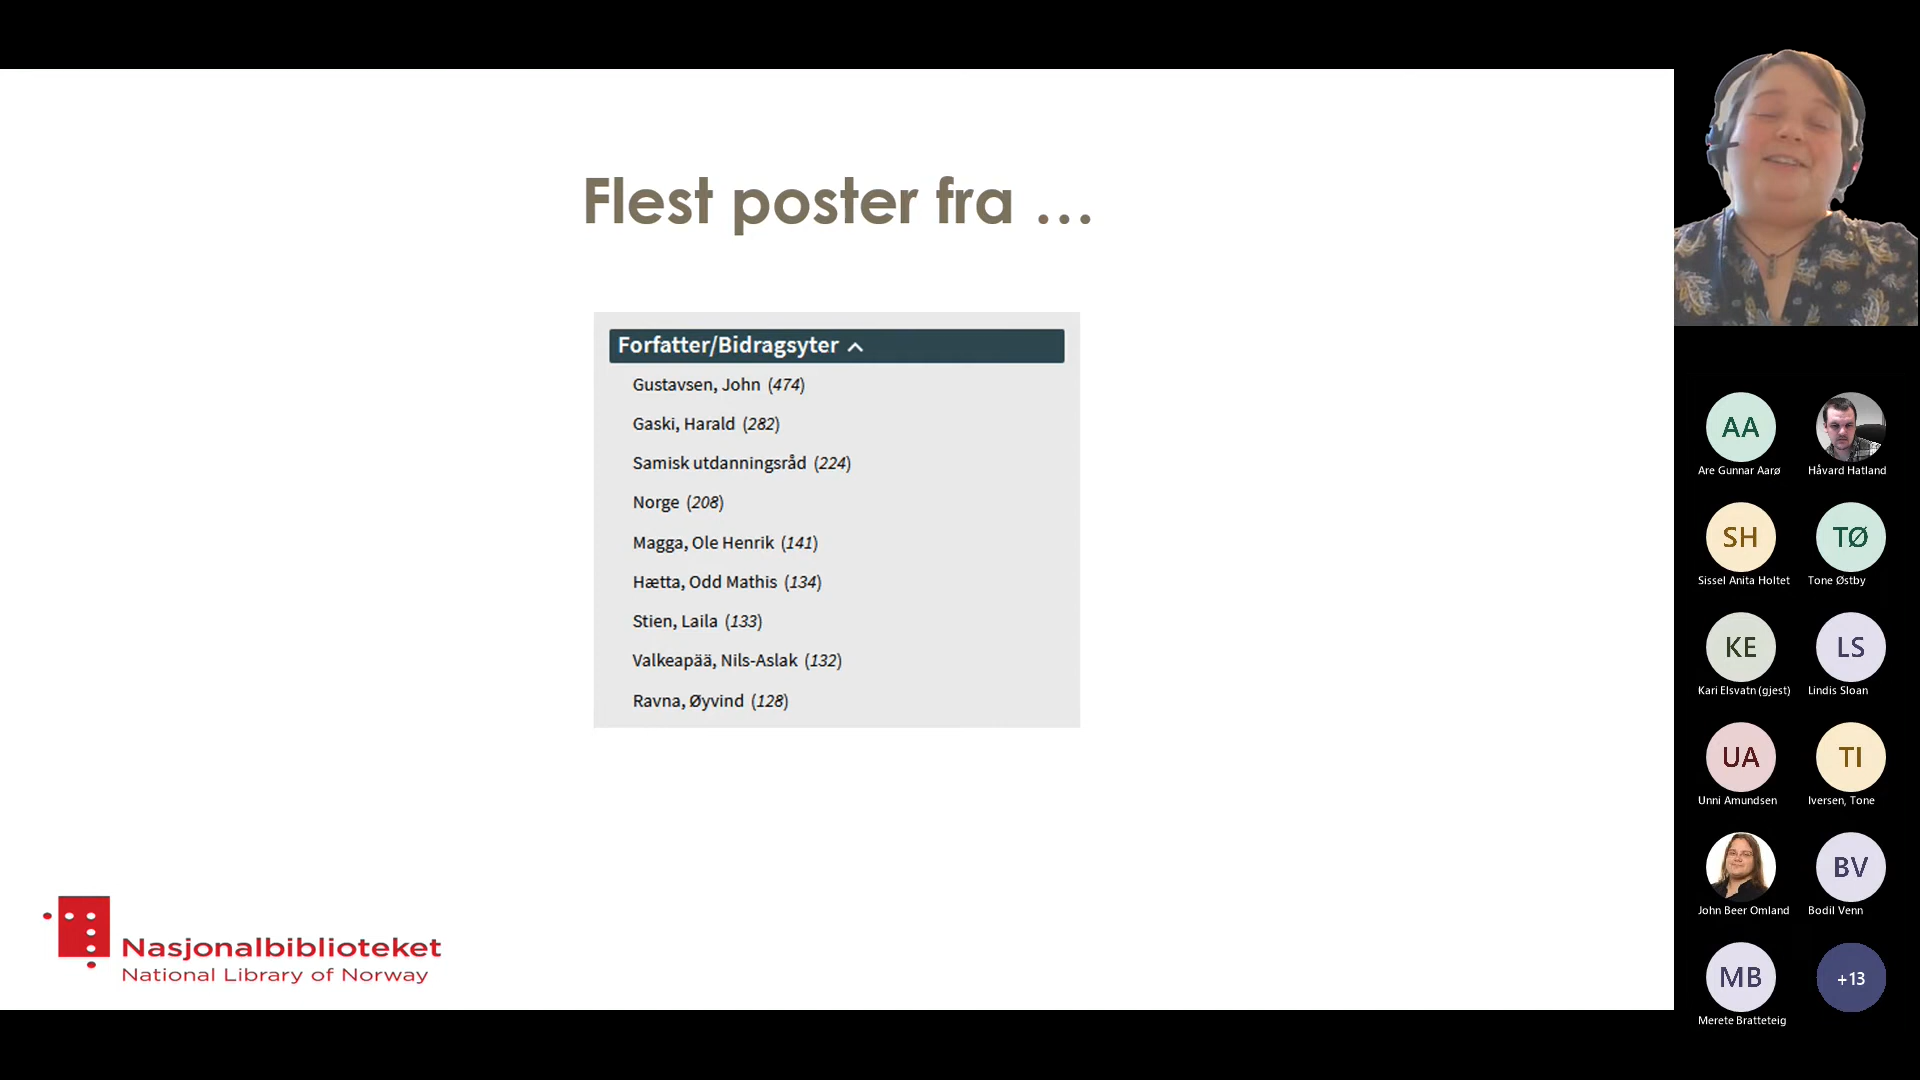 Flest poster fra ...
Forfatter/Bidragsyter
Gustavsen, John (474)
Gaski, Harald (282)
Samisk utdanningsråd (224)
Norge (208)
Magga, Ole Henrik (141)
Hætta, Odd Mathis (134)
Stien, Laila (133)
Valkeapää, Nils-Aslak (132)
Ravna, Øyvind (128)
Nasjonalbiblioteket
National Library of Norway
AA
Are Gunnar Aarø
Håvard Hatland
SH
TØ
Sissel Anita Holtet
Tone Østby
KE
LS
Kari Elsvatn (gjest)
Lindis Sloan
UA
TI
Unni Amundsen
Iversen, Tone
BV
John Beer Omland
Bodil Venn
MB
+13
Merete Bratteteig